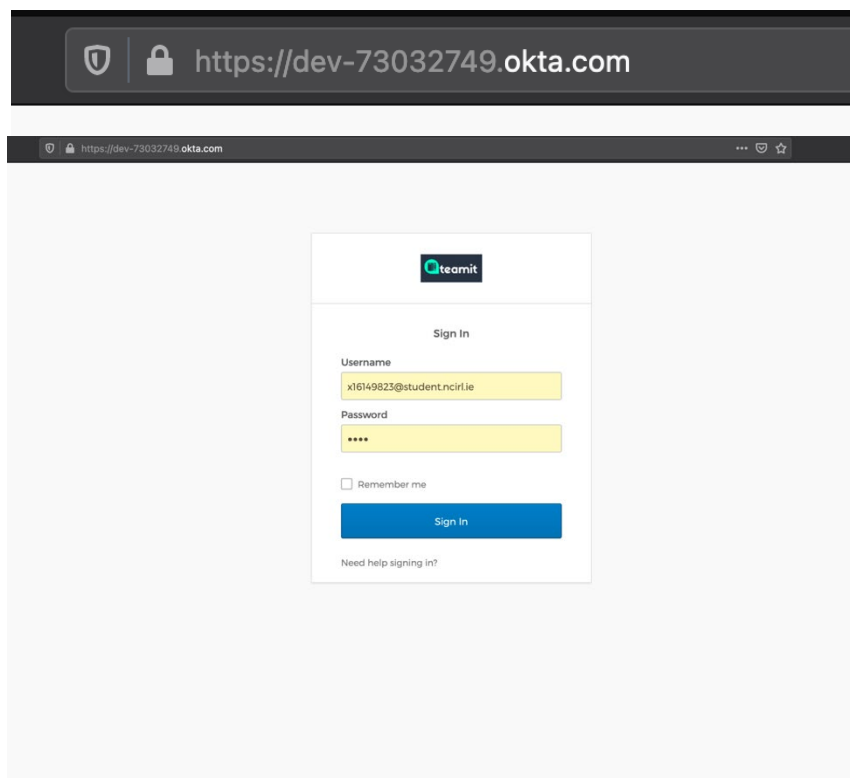 https://dev-73032749.okta.com
https://dev-73032749.okta.com
teamit
Sign In
Username
x16149823@student.ncirl.ie
Password
••••
Remember me
Sign In
Need help signing in?